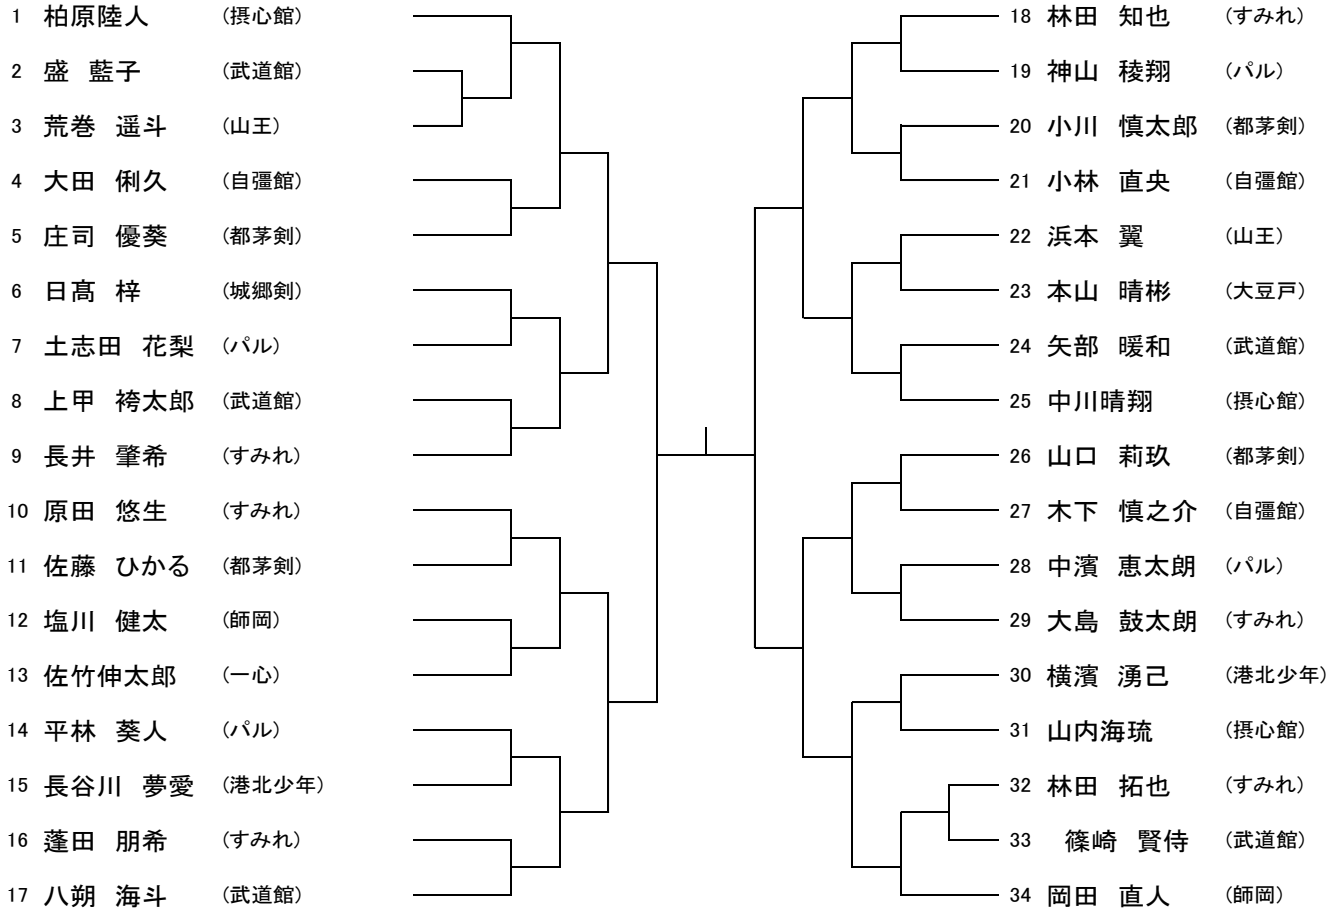 1 柏原陸人 (摂心館)
2 盛 藍子 (武道館)
3 荒巻 遥斗 (山王)
4 大田 俐久 (自彊館)
5 庄司 優葵 (都茅剣)
6 日髙 梓 (城郷剣)
7 土志田 花梨 (パル)
8 上甲 袴太郎 (武道館)
9 長井 肇希 (すみれ)
10 原田 悠生 (すみれ)
11 佐藤 ひかる (都茅剣)
12 塩川 健太 (師岡)
13 佐竹伸太郎 (一心)
14 平林 葵人 (パル)
15 長谷川 夢愛 (港北少年)
16 蓬田 朋希 (すみれ)
17 八朔 海斗 (武道館)
18 林田 知也 (すみれ)
19 神山 稜翔 (パル)
20 小川 慎太郎 (都茅剣)
21 小林 直央 (自彊館)
22 浜本 翼 (山王)
23 本山 晴彬 (大豆戸)
24 矢部 暖和 (武道館)
25 中川晴翔 (摂心館)
26 山口 莉玖 (都茅剣)
27 木下 慎之介 (自彊館)
28 中濱 恵太朗 (パル)
29 大島 鼓太朗 (すみれ)
30 横濱 湧己 (港北少年)
31 山内海琉 (摂心館)
32 林田 拓也 (すみれ)
33 篠崎 賢侍 (武道館)
34 岡田 直人 (師岡)